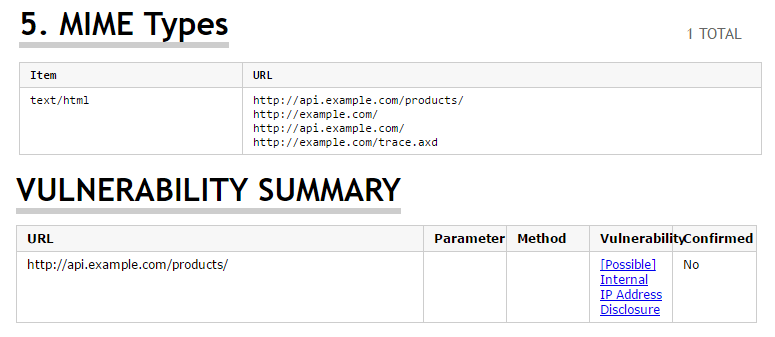 5. MIME Types
1 TOTAL
Item URL
text/html http://api.example.com/products/
http://example.com/
http://api.example.com/
http://example.com/trace.axd
VULNERABILITY SUMMARY
URL Parameter Method Vulnerability Confirmed
http://api.example.com/products/ [Possible] No
Internal
IP Address
Disclosure